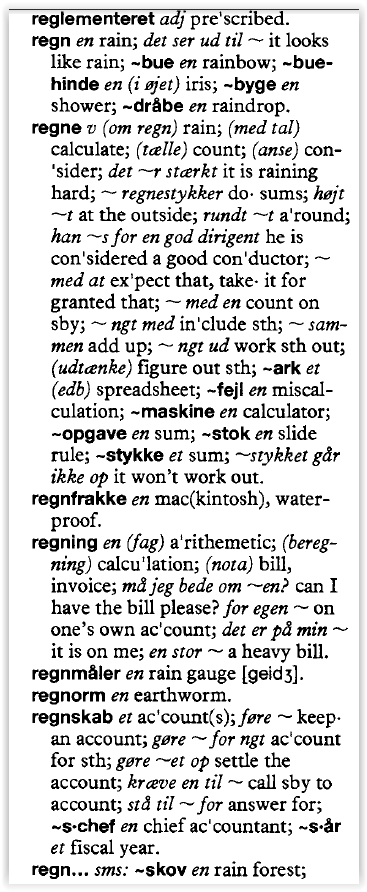 reglementeret adj pre'scribed.
regn en rain; det ser ud til ~ it looks
like rain; ~bue en rainbow; ~bue-
hinde en (i øjet) iris; ~byge en
shower; ~dråbe en raindrop.
regne v (om regn) rain; (med tal)
calculate; (tælle) count; (anse) con-
'sider; det ~r stærkt it is raining
hard; ~ regnestykker do· sums; højt
~t at the outside; rundt ~t a'round;
han ~s for en god dirigent he is
con'sidered a good con'ductor; ~
med at ex'pect that, take· it for
granted that; ~ med en count on
sby; ~ ngt med in'clude sth; ~ sam-
men add up; ~ ngt ud work sth out;
(udtænke) figure out sth; ~ark et
(edb) spreadsheet; ~fejl en miscal-
culation; ~maskine en calculator;
~opgave en sum; ~stok en slide
rule; ~stykke et sum; ~stykket går
ikke op it won't work out.
regnfrakke en mac(kintosh), water-
proof.
regning en (fag) a'rithemetic; (bereg-
ning) calcu'lation; (nota) bill,
invoice; må jeg bede om ~en? can I
have the bill please? for egen ~ on
one's own ac'count; det er på min ~
it is on me; en stor ~ a heavy bill.
regnmåler en rain gauge [geidʒ].
regnorm en earthworm.
regnskab et ac'count(s); føre ~ keep·
an account; gøre ~ for ngt ac'count
for sth; gøre ~et op settle the
account; kræve en til ~ call sby to
account; stå til ~ for answer for;
~s·chef en chief ac'countant; ~s·år
et fiscal year.
regn... sms: ~skov en rain forest;